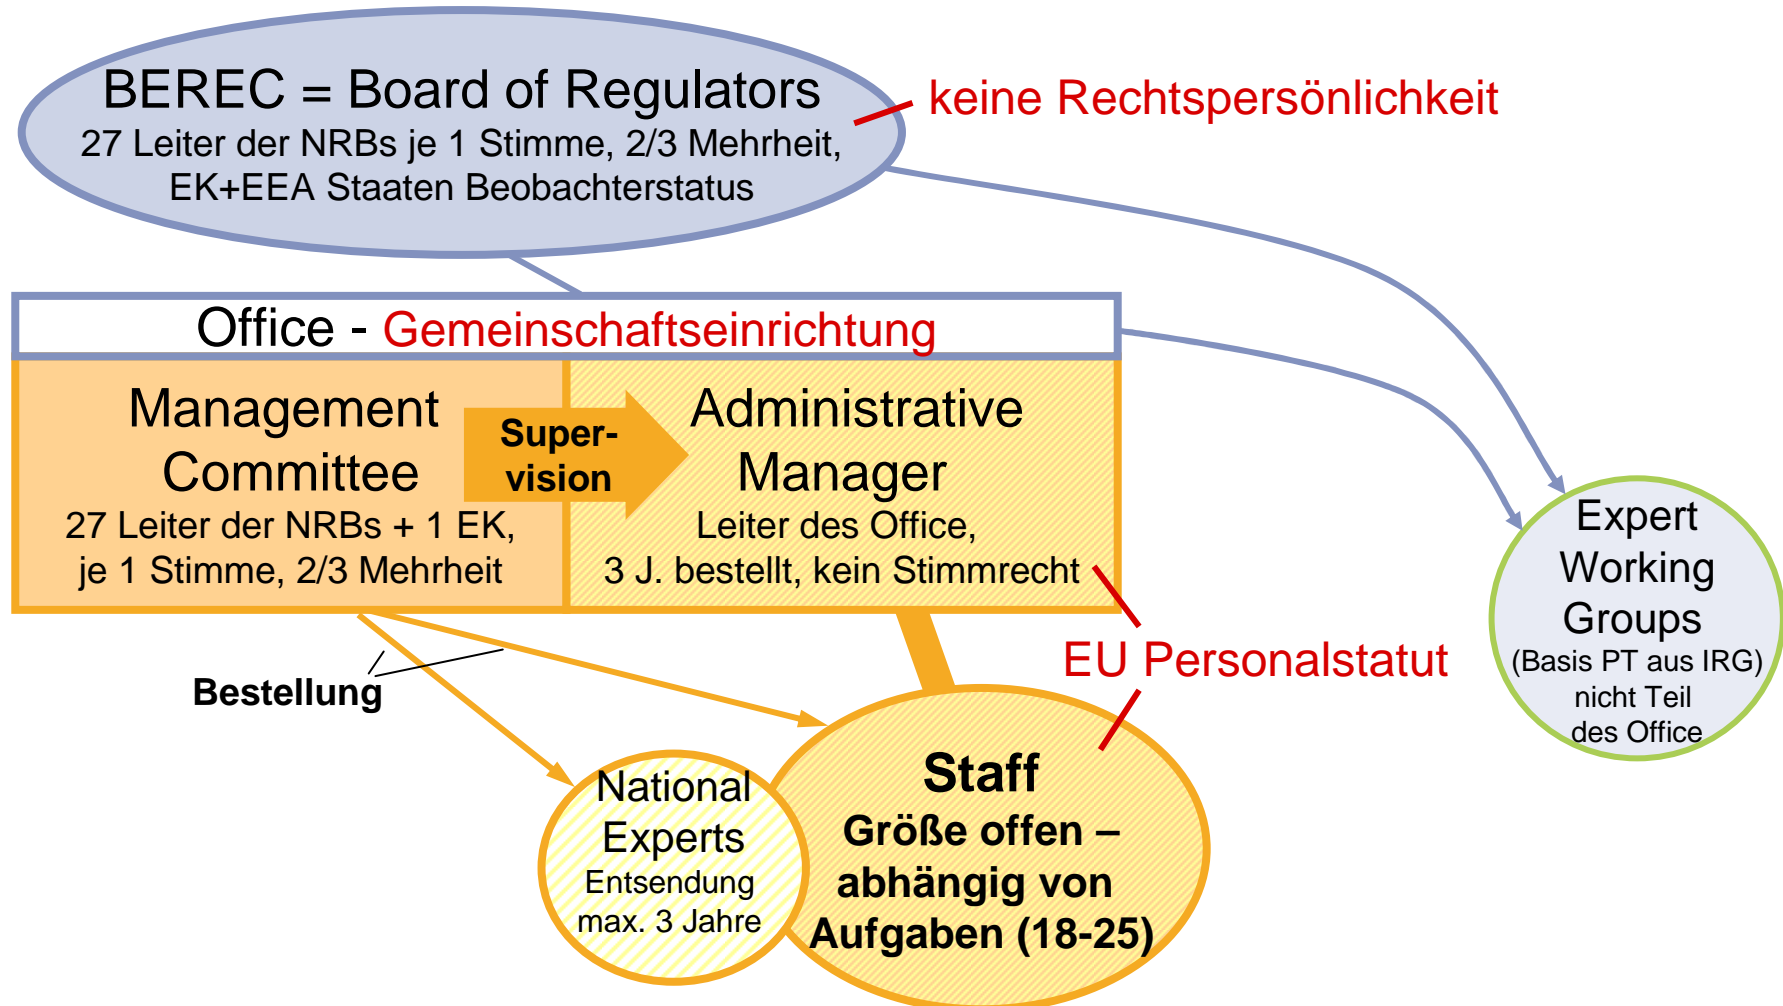 BEREC = Board of Regulators
27 Leiter der NRBs je 1 Stimme, 2/3 Mehrheit,
EK+EEA Staaten Beobachterstatus
keine Rechtspersönlichkeit
Office - Gemeinschaftseinrichtung
Management
Committee
27 Leiter der NRBs + 1 EK,
je 1 Stimme, 2/3 Mehrheit
Super-
vision
Administrative
Manager
Leiter des Office,
3 J. bestellt, kein Stimmrecht
Expert
Working
Groups
(Basis PT aus IRG)
nicht Teil
des Office
EU Personalstatut
Bestellung
National
Experts
Entsendung
max. 3 Jahre
Staff
Größe offen –
abhängig von
Aufgaben (18-25)